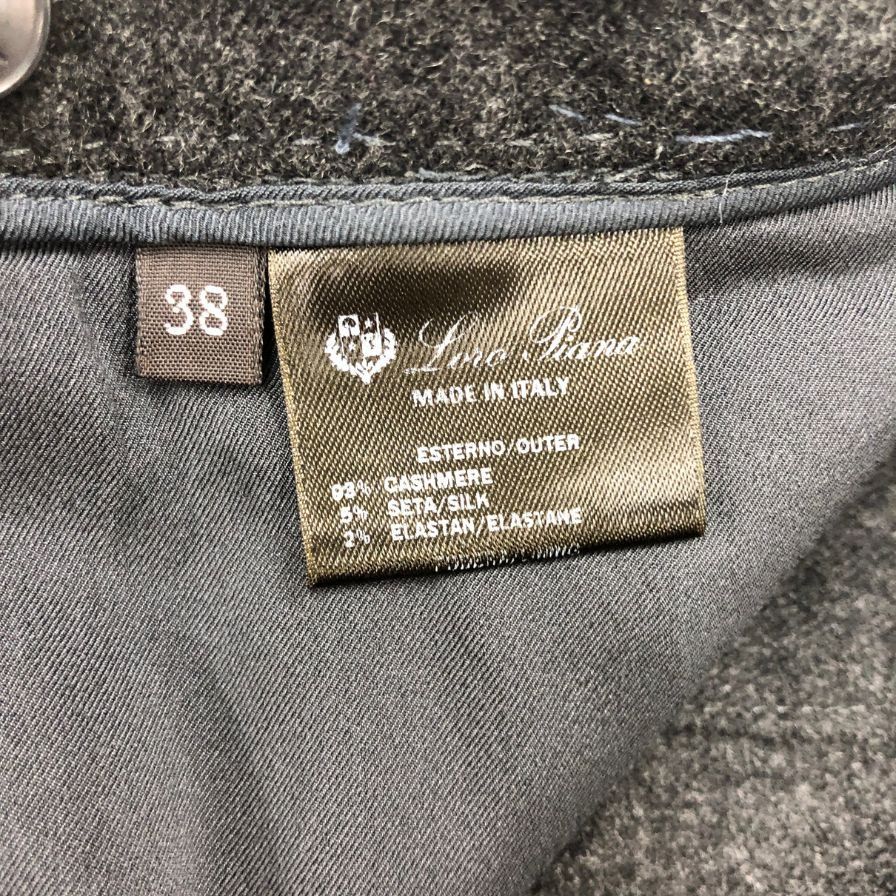 38
Loro Piana
MADE IN ITALY
ESTERNO/OUTER
93% CASHMERE
5% SETA/SILK
2% ELASTAN/ELASTANE